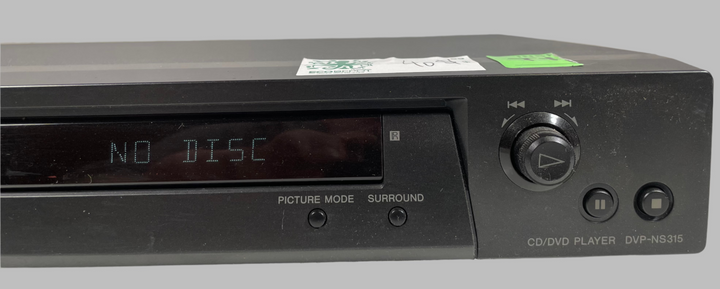 NO DISC
PICTURE MODE SURROUND
CD/DVD PLAYER DVP-NS315